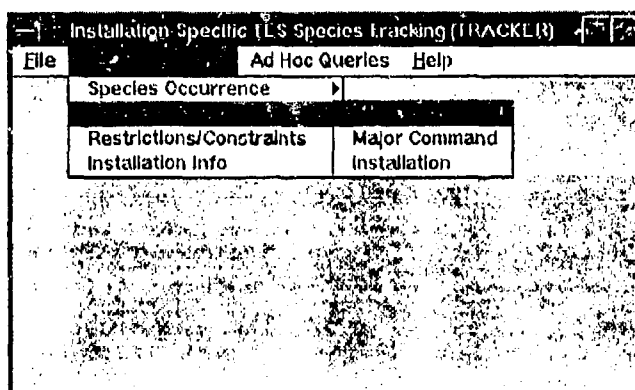 Installation Specific TES Species Tracking (TRACKER)
File Ad Hoc Queries Help
Species Occurrence
Restrictions/Constraints Major Command
Installation Info Installation